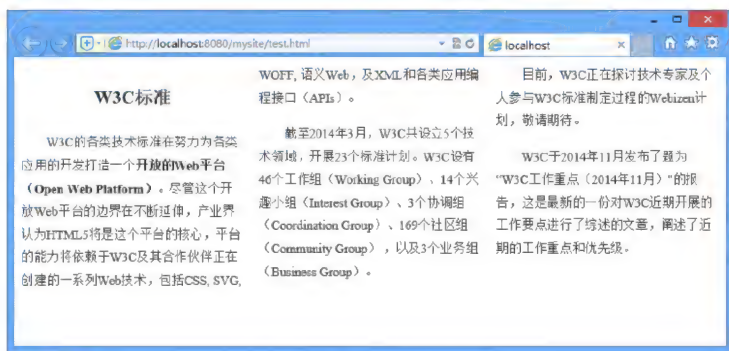 http://localhost:8080/mysite/test.html
localhost
W3C标准
W3C的各类技术标准在努力为各类
应用的开发打造一个开放的Web平台
（Open Web Platform）。尽管这个开
放Web平台的边界在不断延伸，产业界
认为HTML5将是这个平台的核心，平台
的能力将依赖于W3C及其合作伙伴正在
创建的一系列Web技术，包括CSS, SVG,
WOFF, 语义Web，及XML和各类应用编
程接口（APIs）。
截至2014年3月，W3C共设立5个技
术领域，开展23个标准计划。W3C设有
46个工作组（Working Group）、14个兴
趣小组（Interest Group）、3个协调组
（Coordination Group）、169个社区组
（Community Group），以及3个业务组
（Business Group）。
目前，W3C正在探讨技术专家及个
人参与W3C标准制定过程的Webizen计
划，敬请期待。
W3C于2014年11月发布了题为
“W3C工作重点（2014年11月）”的报
告，这是最新的一份对W3C近期开展的
工作要点进行了综述的文章，阐述了近
期的工作重点和优先级。